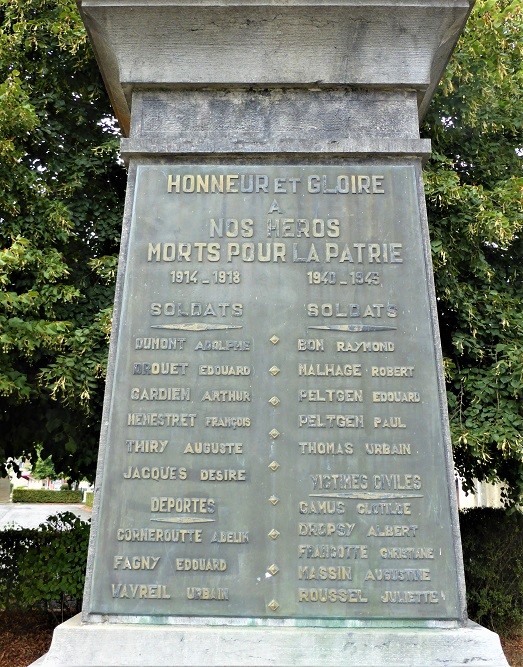 HONNEUR ET GLOIRE
A
NOS HEROS
MORTS POUR LA PATRIE
1914 _ 1918
SOLDATS
DUMONT ADOLPHE
DROUET EDOUARD
GARDIEN ARTHUR
MENESTRET FRANÇOIS
THIRY AUGUSTE
JACQUES DESIRE
DEPORTES
CORNEROUTTE ABELIN
FAGNY EDOUARD
WAVREIL URBAIN
1940 _ 1945
SOLDATS
BON RAYMOND
MALHAGE ROBERT
PELTGEN EDOUARD
PELTGEN PAUL
THOMAS URBAIN
VICTIMES CIVILES
CAMUS CLOTILDE
DROPSY ALBERT
FRANCOTTE CHRISTIANE
MASSIN AUGUSTINE
ROUSSEL JULIETTE